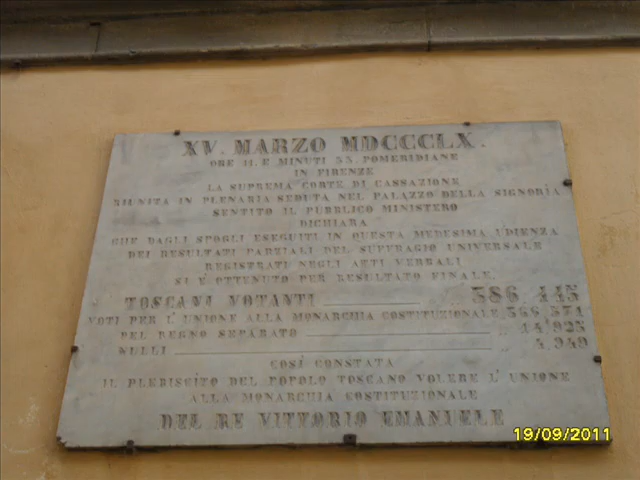 XV. MARZO MDCCCLX.
ORE 11. E MINUTI 33. POMERIDIANE
IN FIRENZE
LA SUPREMA CORTE DI CASSAZIONE
RIUNITA IN PLENARIA SEDUTA NEL PALAZZO DELLA SIGNORIA
SENTITO IL PUBBLICO MINISTERO
DICHIARA
CHE DAGLI SPOGLI ESEGUITI IN QUESTA MEDESIMA UDIENZA
DEI RESULTATI PARZIALI DEL SUFFRAGIO UNIVERSALE
REGISTRATI NEGLI ATTI VERBALI
SI È OTTENUTO PER RESULTATO FINALE
TOSCANI VOTANTI 386 445
VOTI PER L'UNIONE ALLA MONARCHIA COSTITUZIONALE 366 571
PEL REGNO SEPARATO 14 925
NULLI 4 949
COSÌ CONSTATA
IL PLEBISCITO DEL POPOLO TOSCANO VOLERE L'UNIONE
ALLA MONARCHIA COSTITUZIONALE
DEL RE VITTORIO EMANUELE
19/09/2011